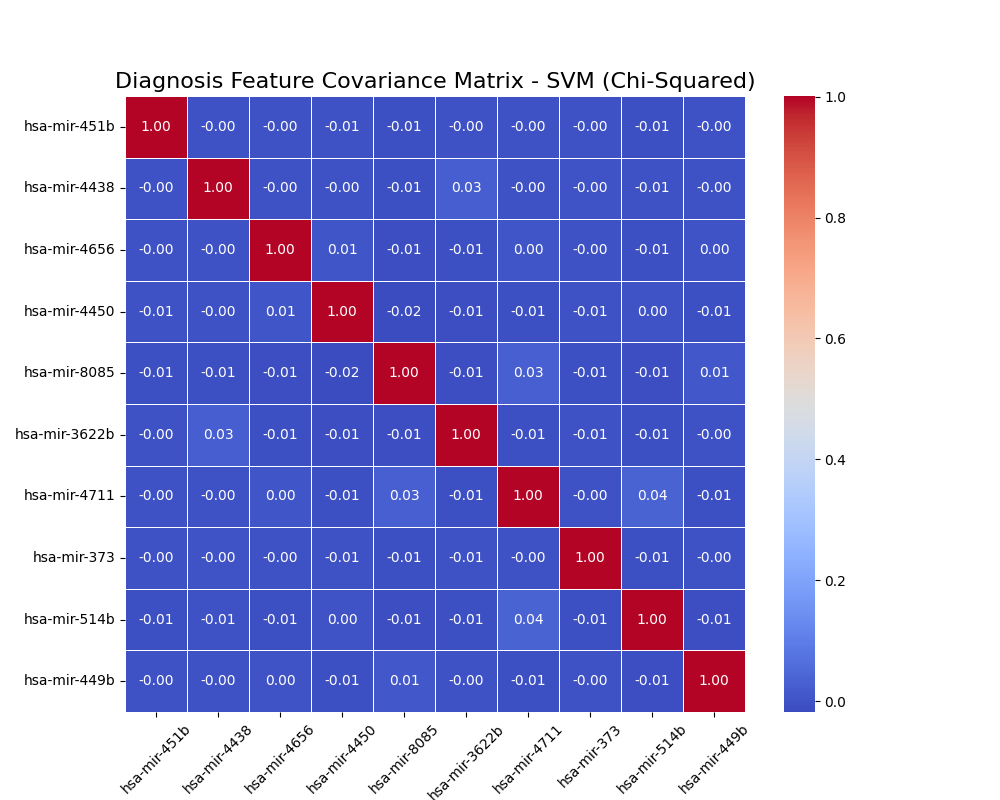 Diagnosis Feature Covariance Matrix - SVM (Chi-Squared)
hsa-mir-451b 1.00 -0.00 -0.00 -0.01 -0.01 -0.00 -0.00 -0.00 -0.01 -0.00
hsa-mir-4438 -0.00 1.00 -0.00 -0.00 -0.01 0.03 -0.00 -0.00 -0.01 -0.00
hsa-mir-4656 -0.00 -0.00 1.00 0.01 -0.01 -0.01 0.00 -0.00 -0.01 0.00
hsa-mir-4450 -0.01 -0.00 0.01 1.00 -0.02 -0.01 -0.01 -0.01 0.00 -0.01
hsa-mir-8085 -0.01 -0.01 -0.01 -0.02 1.00 -0.01 0.03 -0.01 -0.01 0.01
hsa-mir-3622b -0.00 0.03 -0.01 -0.01 -0.01 1.00 -0.01 -0.01 -0.01 -0.00
hsa-mir-4711 -0.00 -0.00 0.00 -0.01 0.03 -0.01 1.00 -0.00 0.04 -0.01
hsa-mir-373 -0.00 -0.00 -0.00 -0.01 -0.01 -0.01 -0.00 1.00 -0.01 -0.00
hsa-mir-514b -0.01 -0.01 -0.01 0.00 -0.01 -0.01 0.04 -0.01 1.00 -0.01
hsa-mir-449b -0.00 -0.00 0.00 -0.01 0.01 -0.00 -0.01 -0.00 -0.01 1.00
hsa-mir-451b hsa-mir-4438 hsa-mir-4656 hsa-mir-4450 hsa-mir-8085 hsa-mir-3622b hsa-mir-4711 hsa-mir-373 hsa-mir-514b hsa-mir-449b
1.0
0.8
0.6
0.4
0.2
0.0